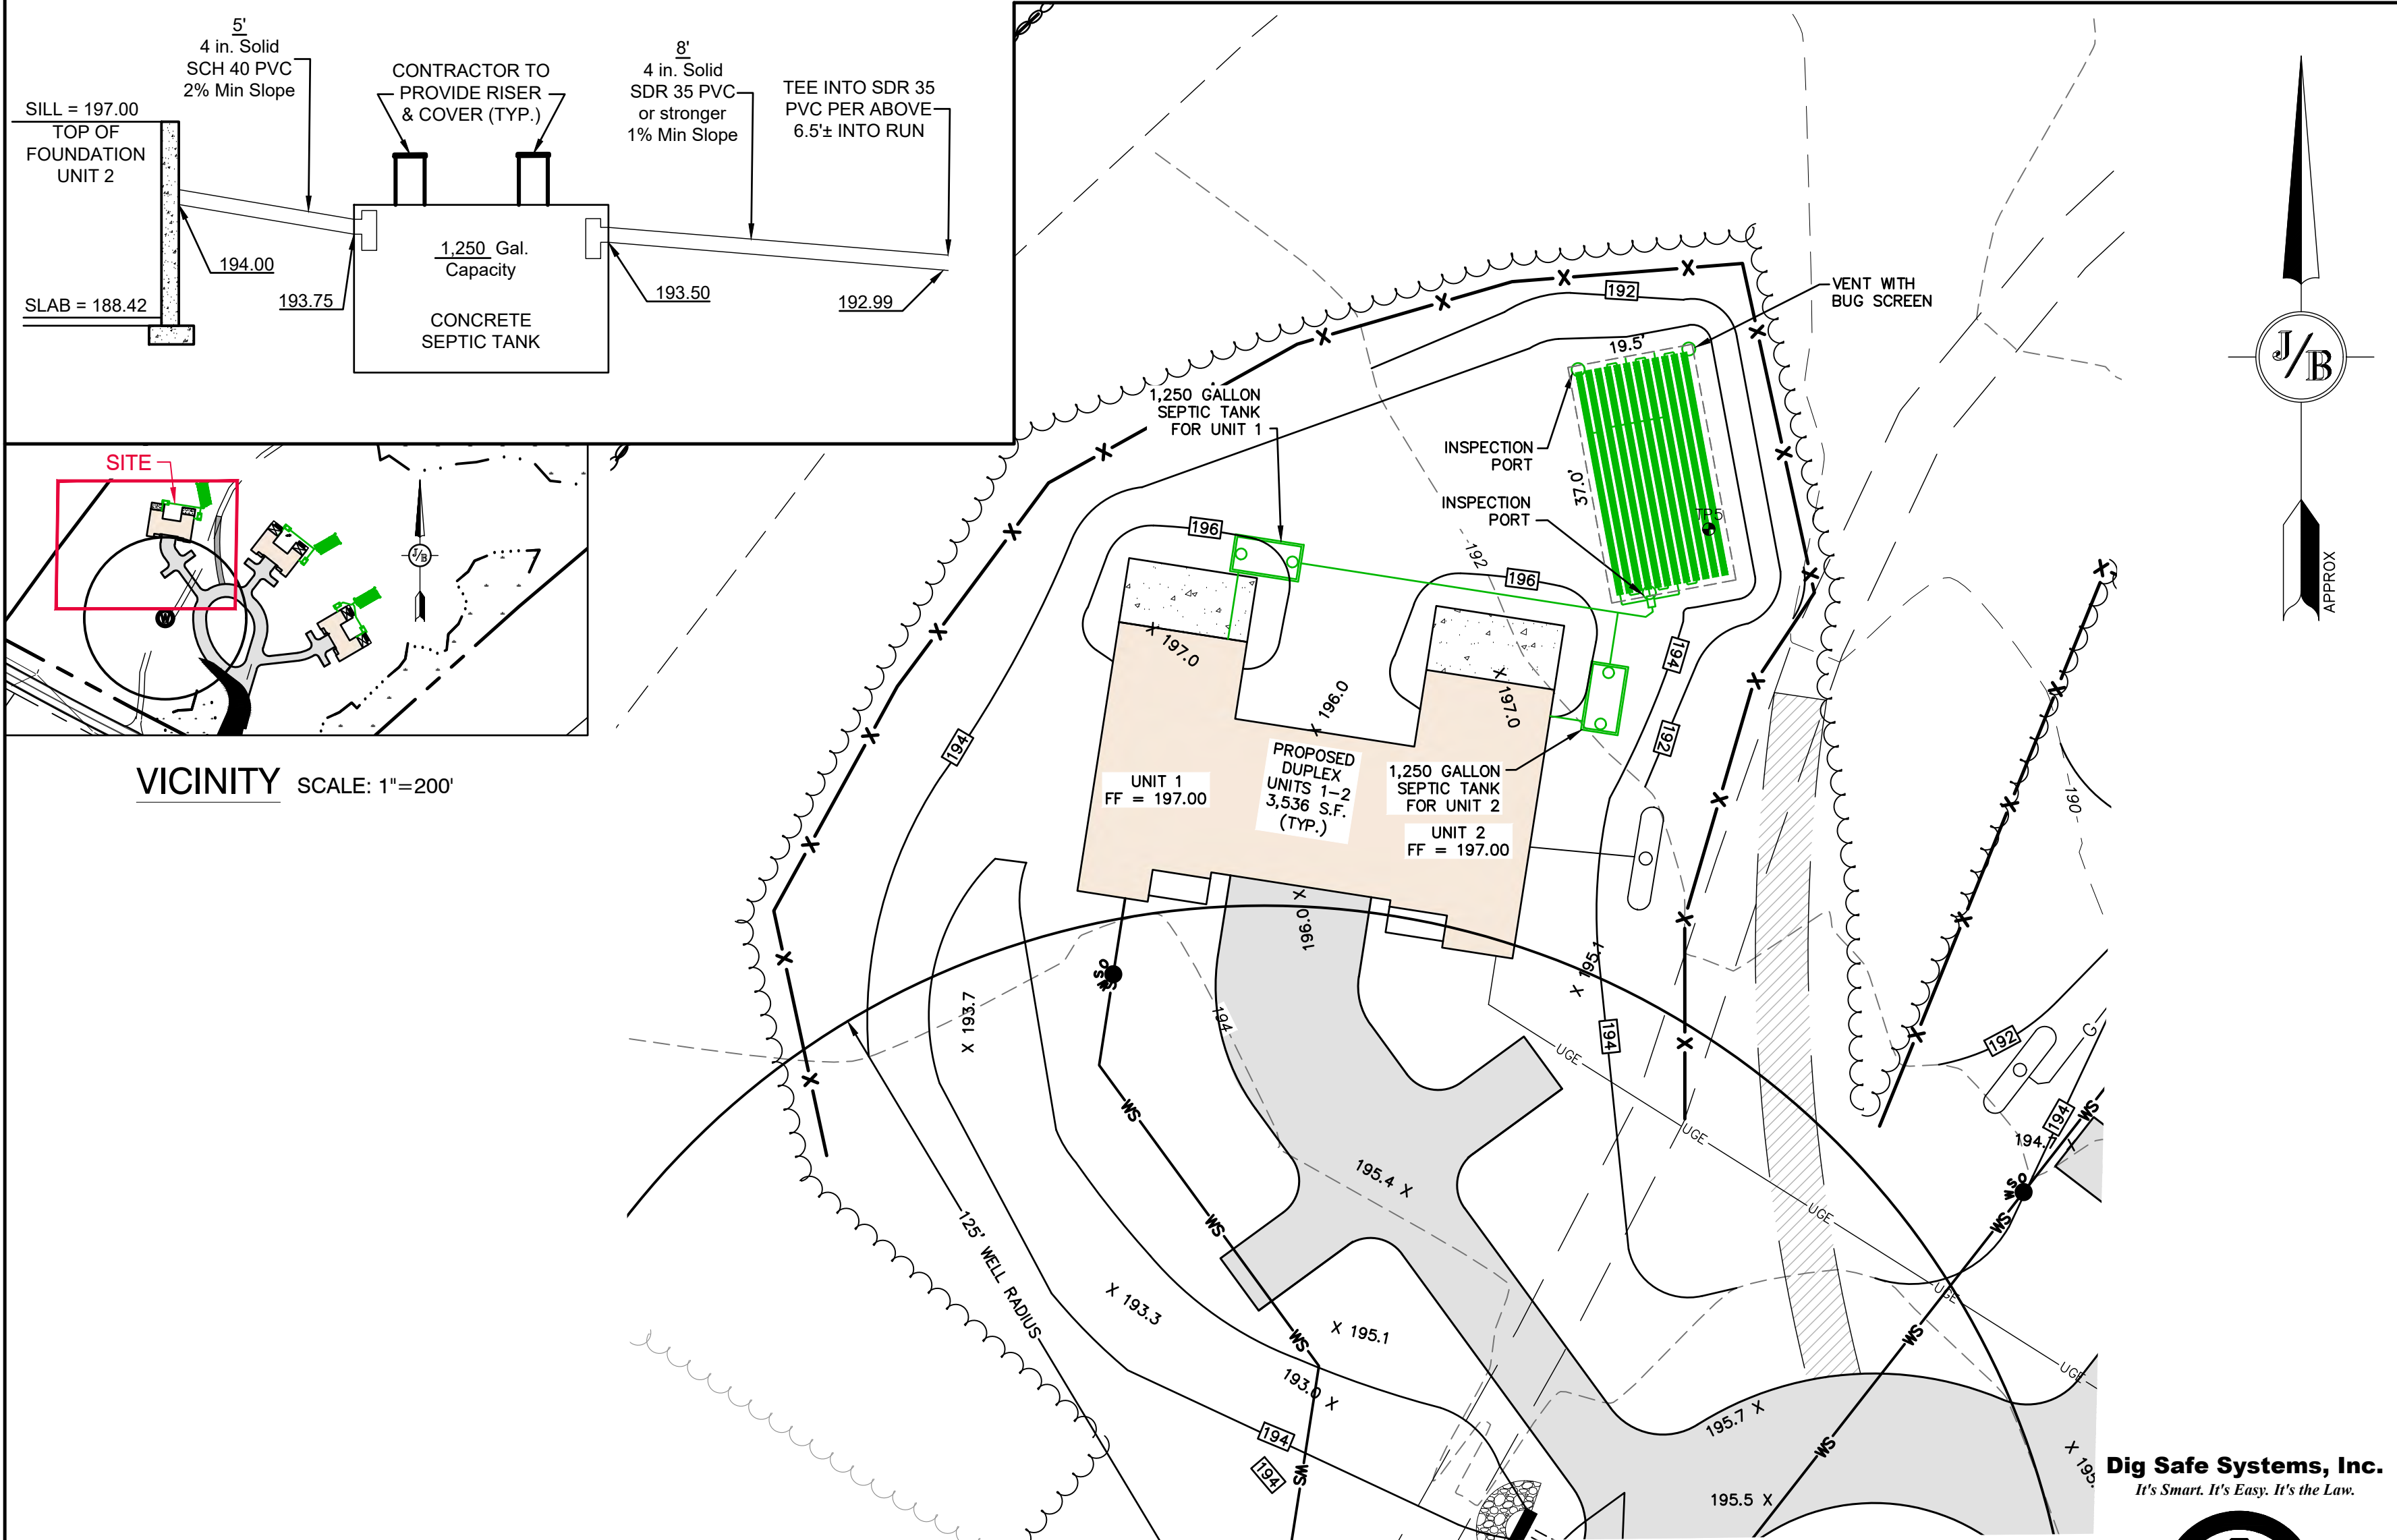 5'
4 in. Solid
SCH 40 PVC
2% Min Slope
CONTRACTOR TO
PROVIDE RISER
& COVER (TYP.)
8'
4 in. Solid
SDR 35 PVC
or stronger
1% Min Slope
TEE INTO SDR 35
PVC PER ABOVE
6.5'± INTO RUN
SILL = 197.00
TOP OF
FOUNDATION
UNIT 2
194.00
193.75
SLAB = 188.42
1,250 Gal.
Capacity
CONCRETE
SEPTIC TANK
193.50
192.99
SITE
W
J/B
VICINITY SCALE: 1"=200'
192
VENT WITH
BUG SCREEN
19.5'
37.0'
1,250 GALLON
SEPTIC TANK
FOR UNIT 1
INSPECTION
PORT
INSPECTION
PORT
TP5
196
192
196
X 197.0
X 197.0
X 196.0
194
194
192
PROPOSED
DUPLEX
UNITS 1-2
3,536 S.F.
(TYP.)
UNIT 1
FF = 197.00
1,250 GALLON
SEPTIC TANK
FOR UNIT 2
UNIT 2
FF = 197.00
X 196.0
X 195.1
WSO
X 193.7
194
194
UGE
UGE
UGE
UGE
UGE
WS
WS
WS
WS
195.4 X
125' WELL RADIUS
X 193.3
X 195.1
193.0 X
194
194
195.7 X
195.5 X
X 195.
190
192
G
194
194.7 X
WSO
WS
WS
WS
WS
J/B
APPROX
Dig Safe Systems, Inc.
It's Smart. It's Easy. It's the Law.